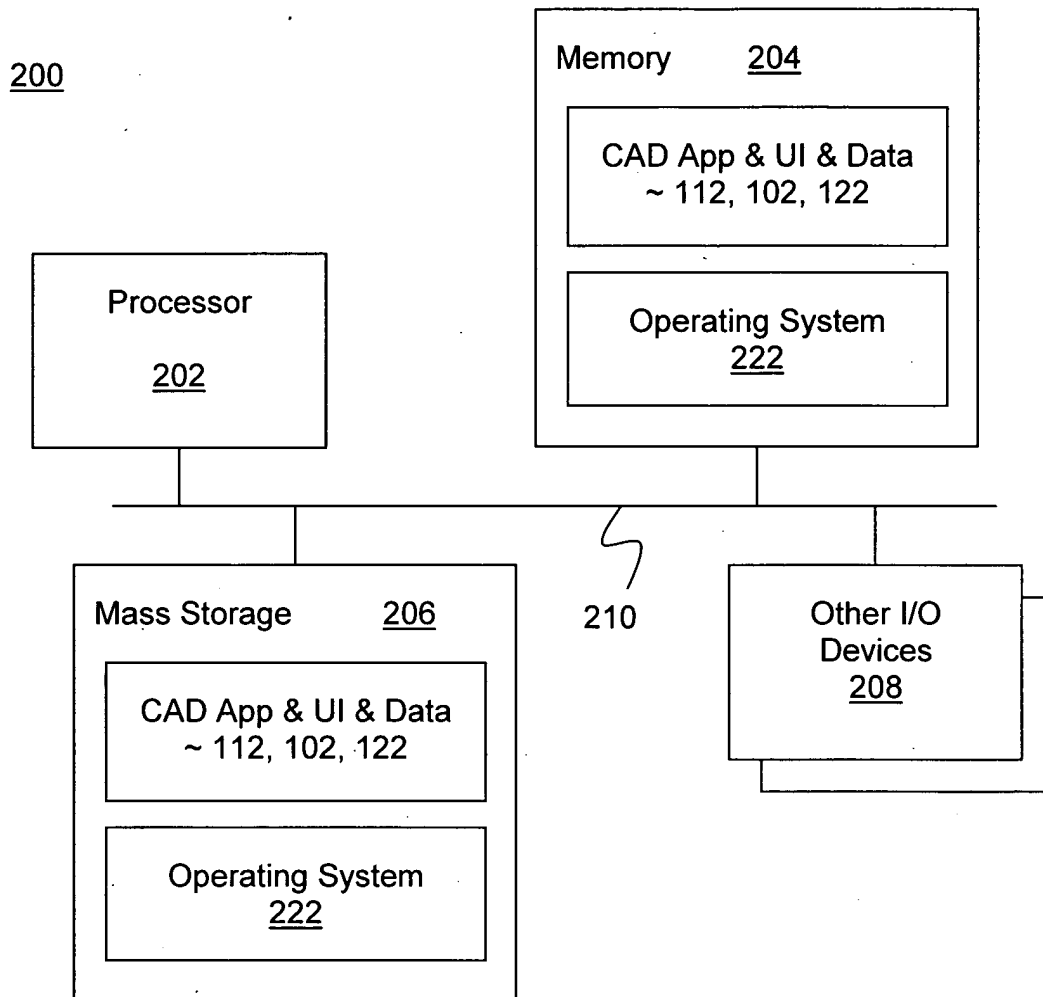 200
Memory 204
CAD App & UI & Data
~ 112, 102, 122
Operating System
222
Processor
202
210
Mass Storage 206
CAD App & UI & Data
~ 112, 102, 122
Operating System
222
Other I/O
Devices
208